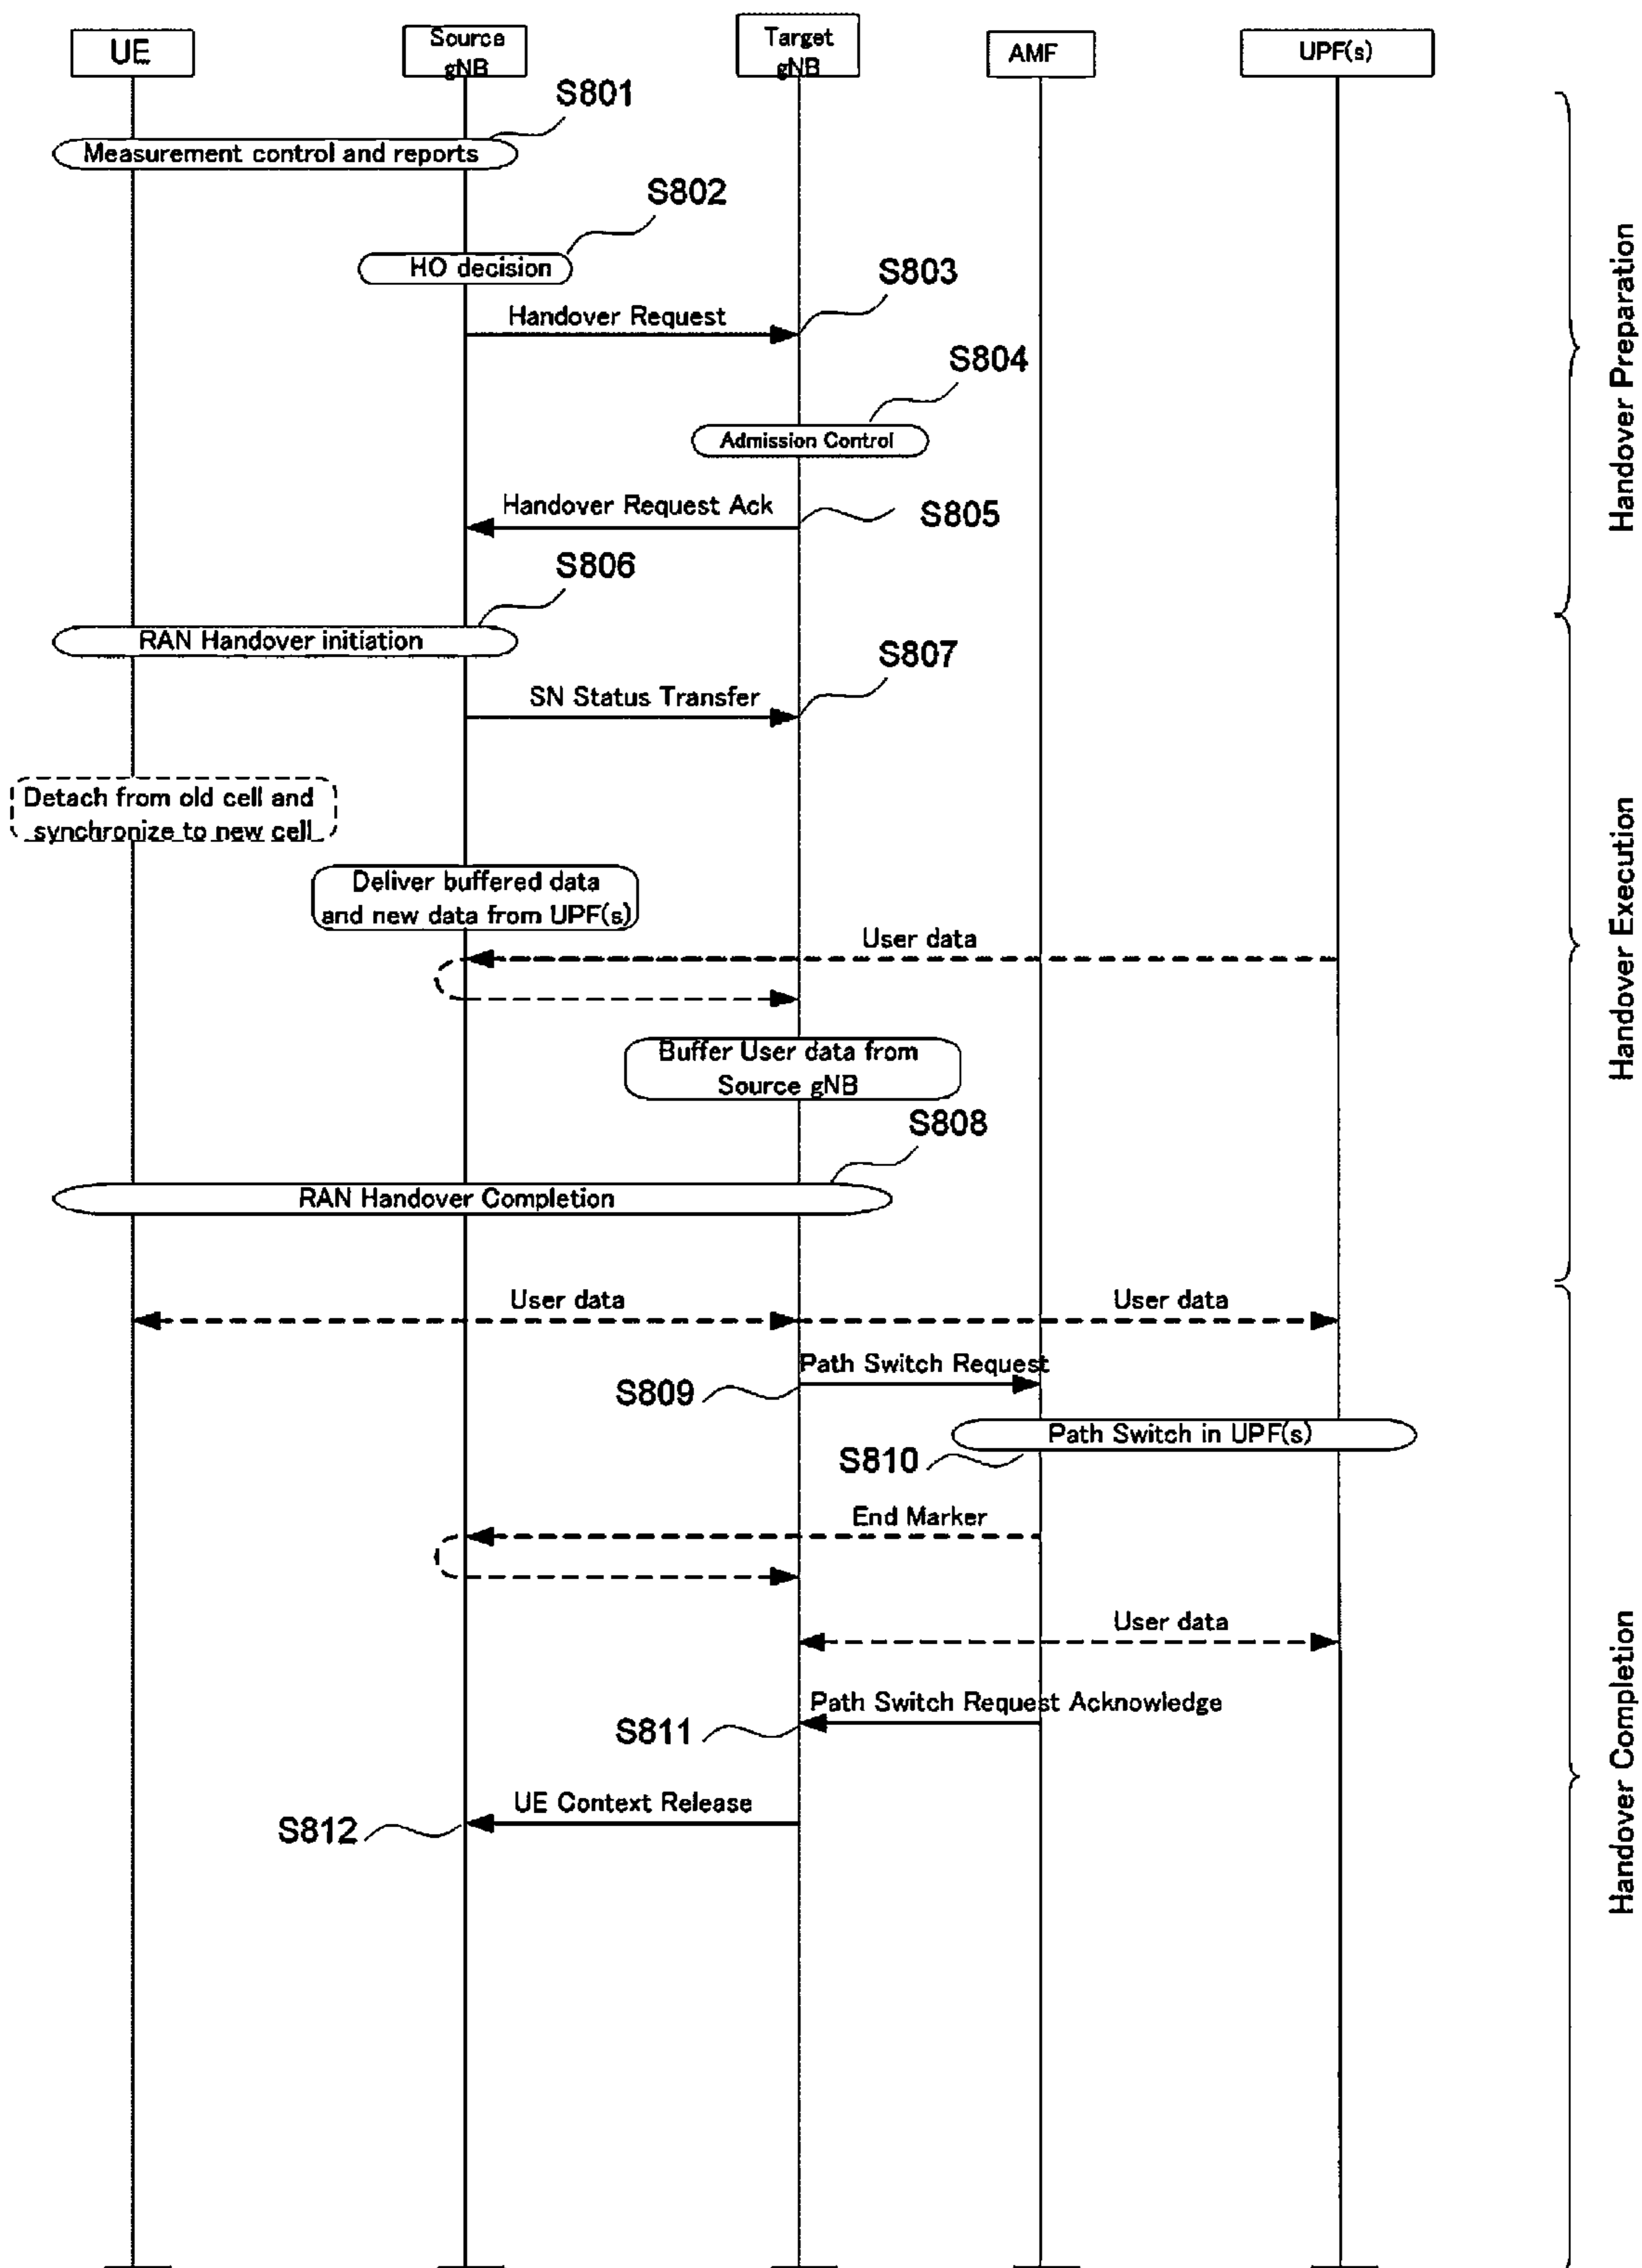 UE
Source
gNB
Target
gNB
AMF
UPF(s)
S801
Measurement control and reports
S802
HO decision
S803
Handover Request
S804
Admission Control
Handover Request Ack
S805
Handover Preparation
S806
RAN Handover initiation
S807
SN Status Transfer
Detach from old cell and
synchronize to new cell
Deliver buffered data
and new data from UPF(s)
User data
Buffer User data from
Source gNB
S808
RAN Handover Completion
Handover Execution
User data
User data
Path Switch Request
S809
Path Switch in UPF(s)
S810
End Marker
User data
Path Switch Request Acknowledge
S811
UE Context Release
S812
Handover Completion